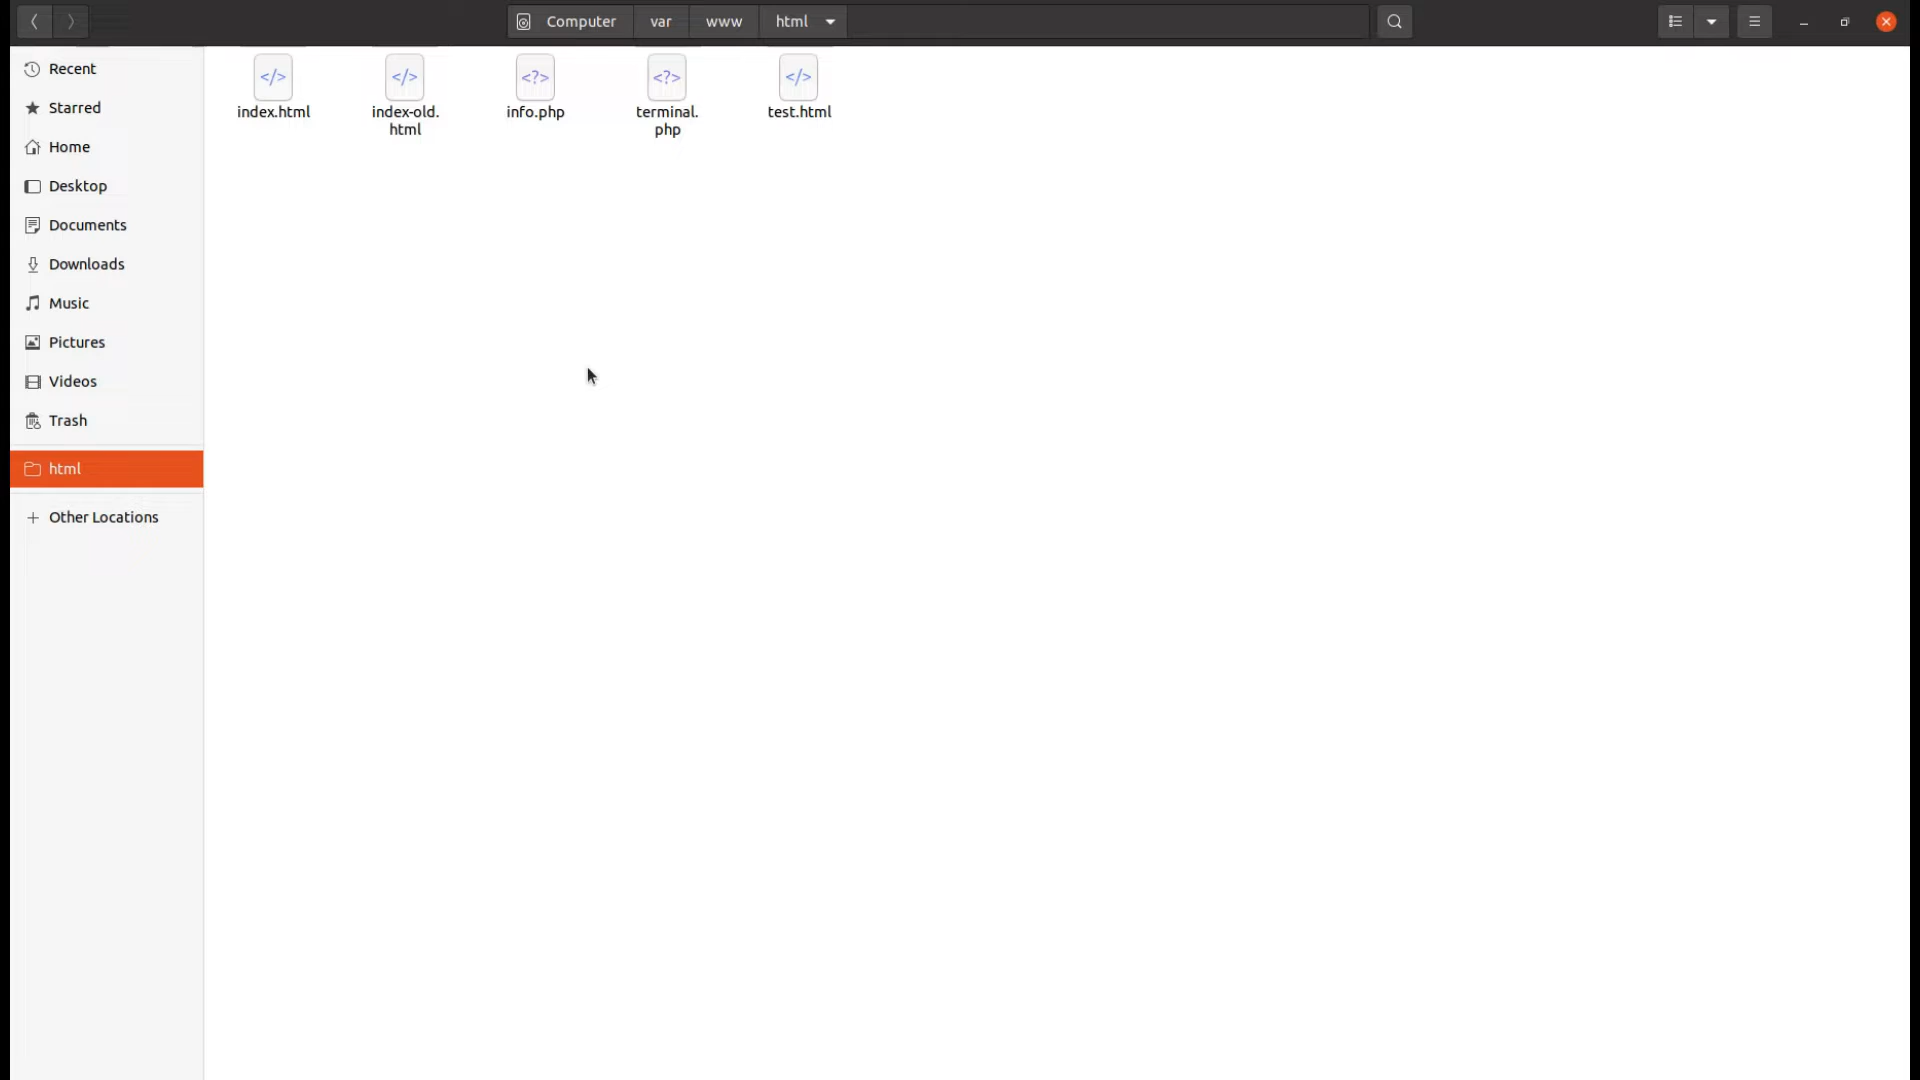 Computer var www html
Recent
Starred
Home
Desktop
Documents
Downloads
Music
Pictures
Videos
Trash
html
Other Locations
</> </> <?> <?> </>
index.html index-old. info.php terminal. test.html
html php